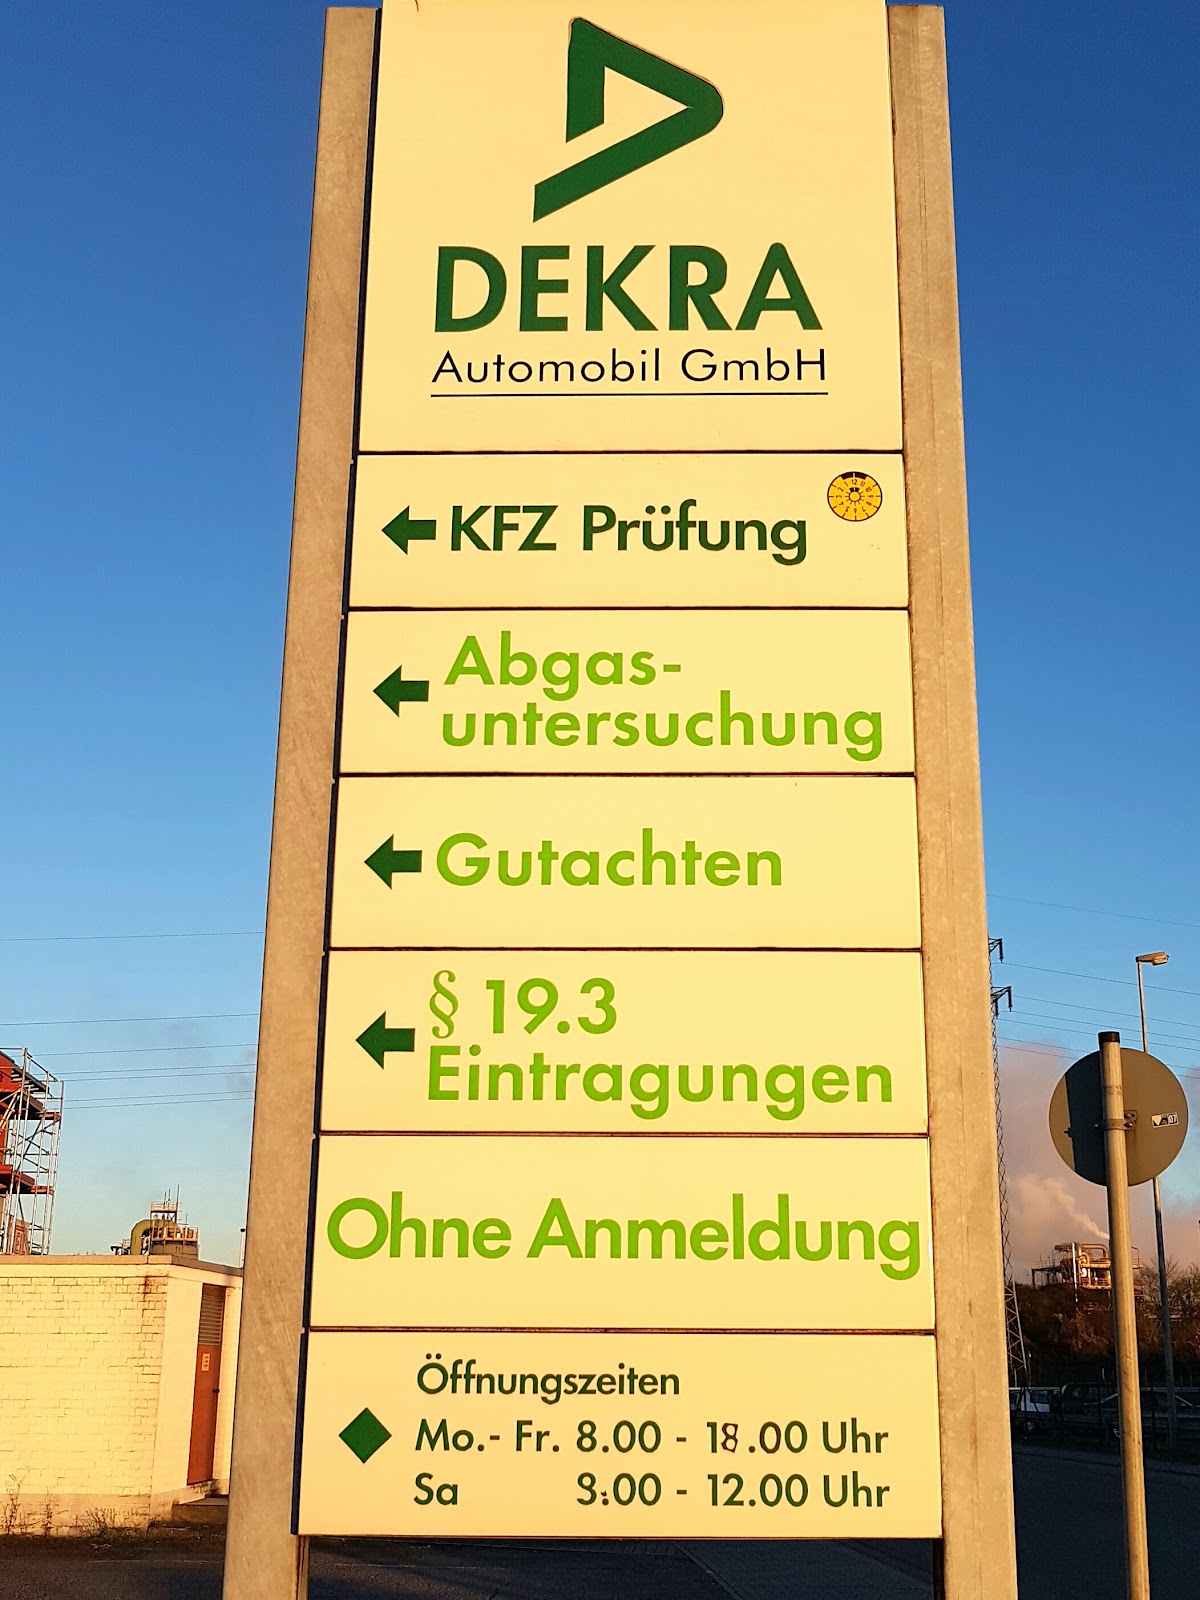 DEKRA
Automobil GmbH
KFZ Prüfung
Abgas-
untersuchung
Gutachten
§ 19.3
Eintragungen
Ohne Anmeldung
Öffnungszeiten
Mo.- Fr. 8.00 - 18.00 Uhr
Sa 3:00 - 12.00 Uhr